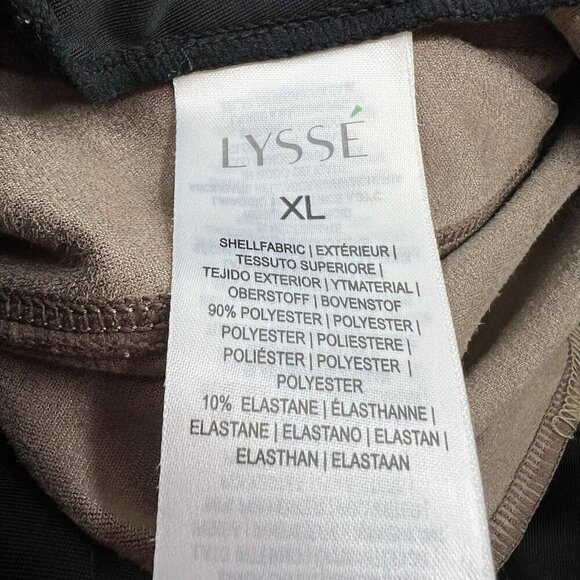 LYSSÉ
XL
SHELLFABRIC | EXTÉRIEUR |
TESSUTO SUPERIORE |
TEJIDO EXTERIOR | YTMATERIAL |
OBERSTOFF | BOVENSTOF
90% POLYESTER | POLYESTER |
POLYESTER | POLIESTERE |
POLIÉSTER | POLYESTER |
POLYESTER
10% ELASTANE | ÉLASTHANNE |
ELASTANE | ELASTANO | ELASTAN |
ELASTHAN | ELASTAAN